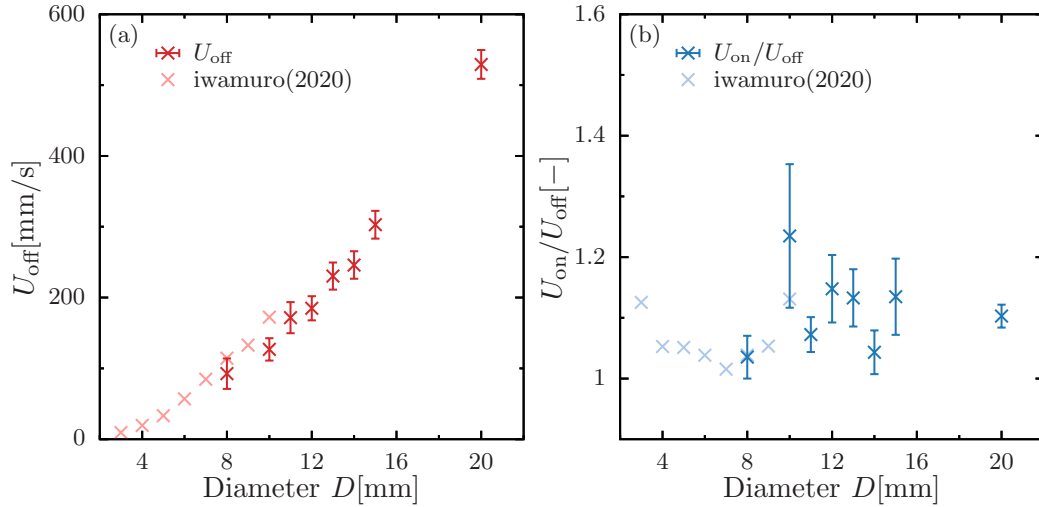 (a)
U_off
iwamuro(2020)
600
400
200
0
U_off[mm/s]
4 8 12 16 20
Diameter D[mm]
(b)
U_on/U_off
iwamuro(2020)
1.6
1.4
1.2
1
U_on/U_off[−]
4 8 12 16 20
Diameter D[mm]